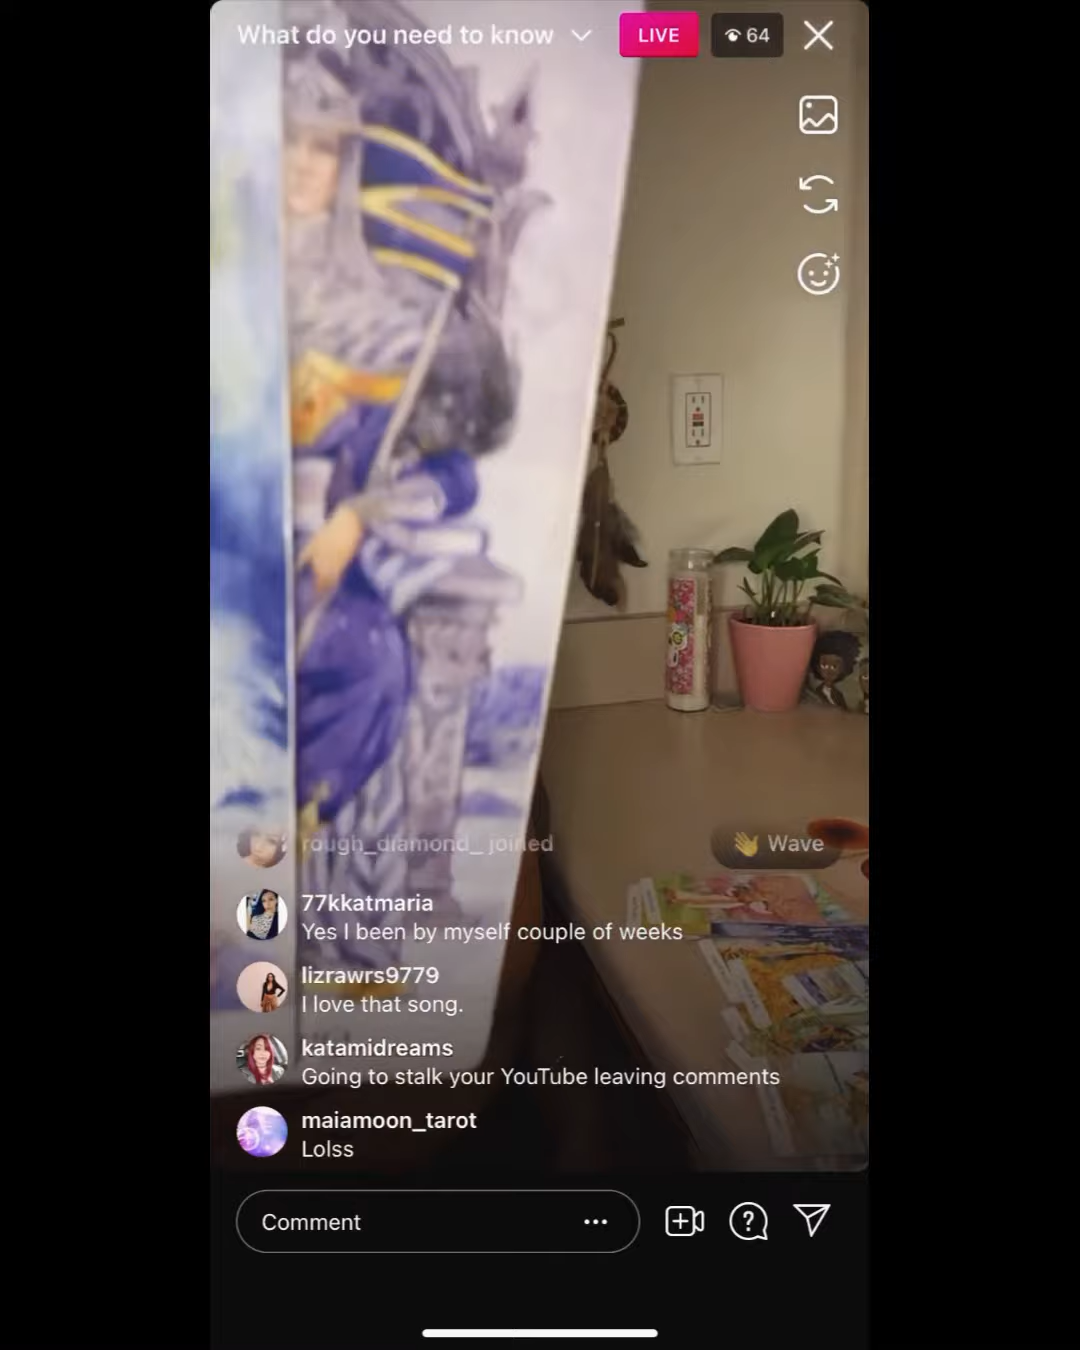 What do you need to know
LIVE
64
rough_diamond_ joined
Wave
77kkatmaria
Yes I been by myself couple of weeks
lizrawrs9779
I love that song.
katamidreams
Going to stalk your YouTube leaving comments
maiamoon_tarot
Lolss
Comment